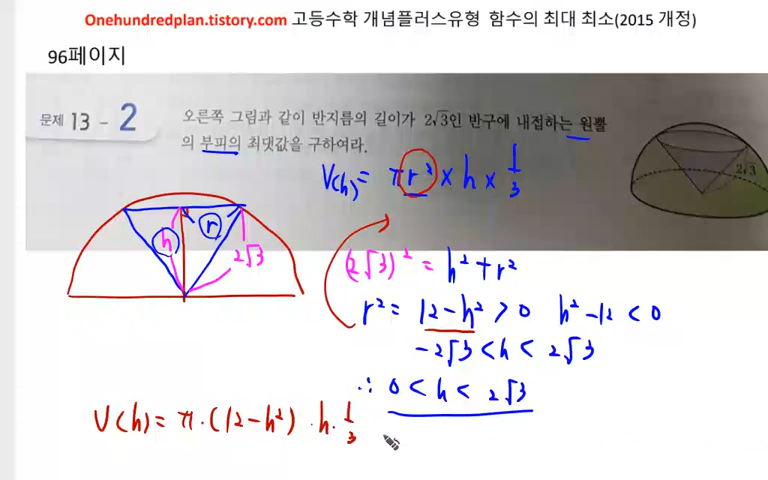 Onehundredplan.tistory.com 고등수학 개념플러스유형 함수의 최대 최소(2015 개정)
96페이지
문제 13 - 2
오른쪽 그림과 같이 반지름의 길이가 2√3인 반구에 내접하는 원뿔
의 부피의 최댓값을 구하여라.
V(h)= πr² × h × 1/3
2√3
h
r
2√3
(2√3)² = h² + r²
r² = 12 - h² > 0 h² - 12 < 0
-2√3 < h < 2√3
∴ 0 < h < 2√3
V(h) = π·(12-h²)·h·1/3